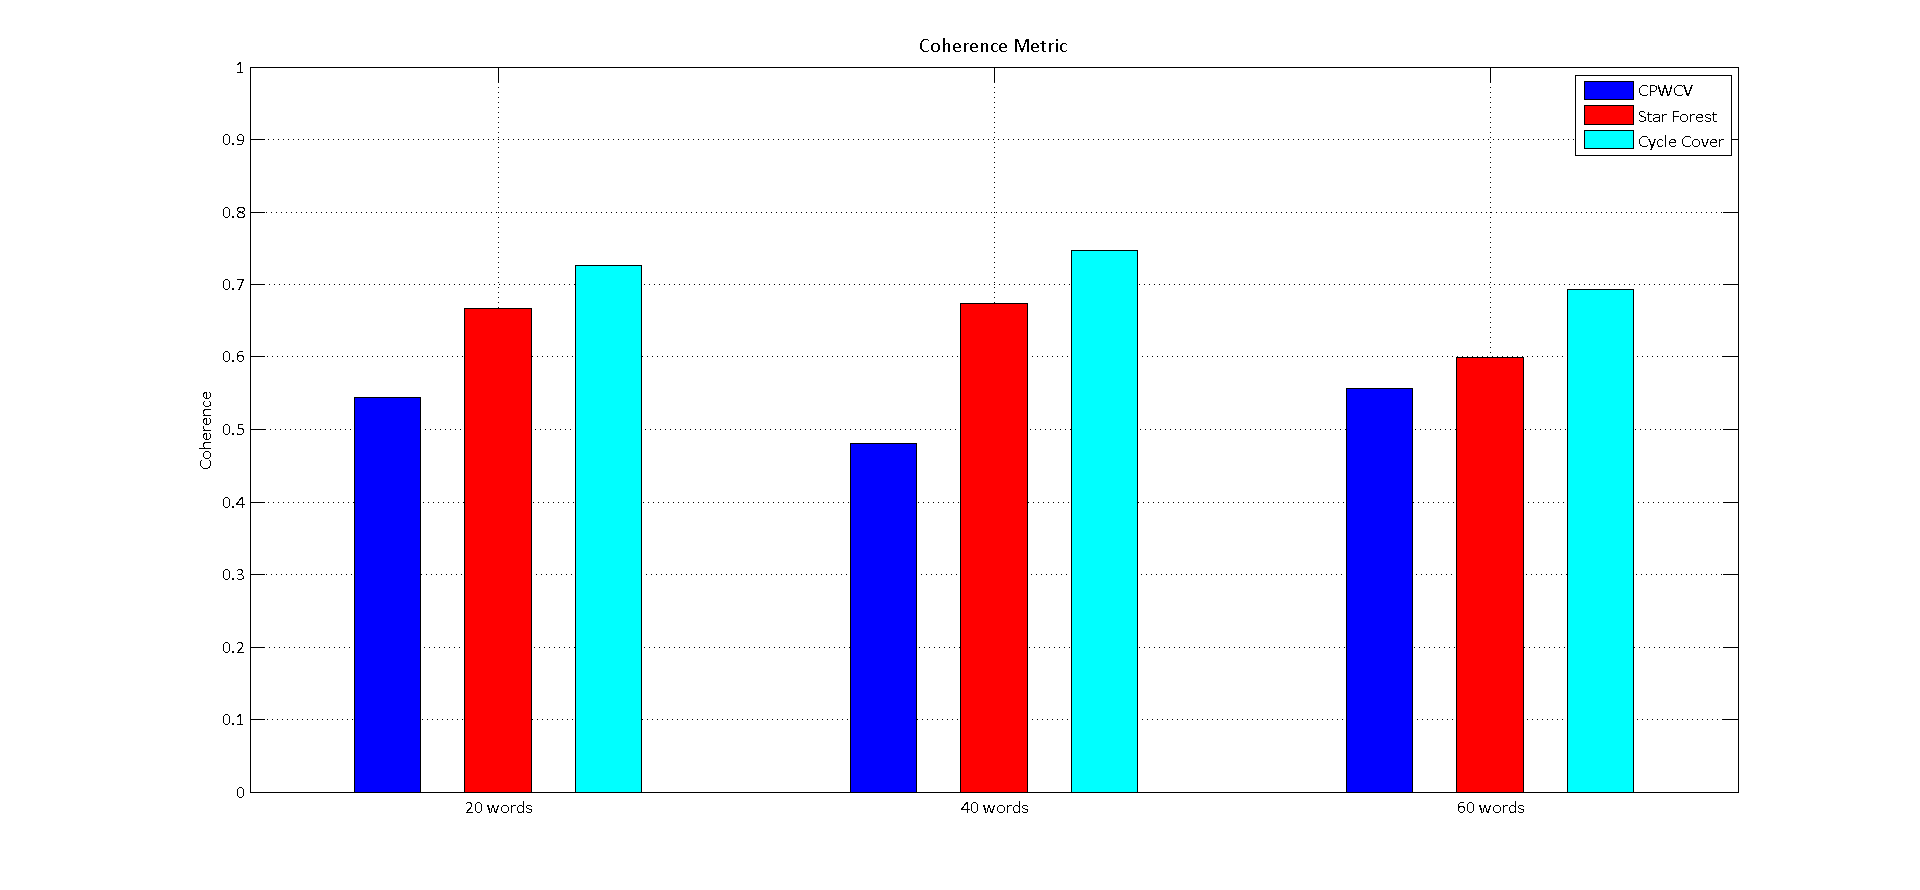 Coherence Metric
1
0.9
0.8
0.7
0.6
0.5
0.4
0.3
0.2
0.1
0
Coherence
CPWCV
Star Forest
Cycle Cover
20 words
40 words
60 words